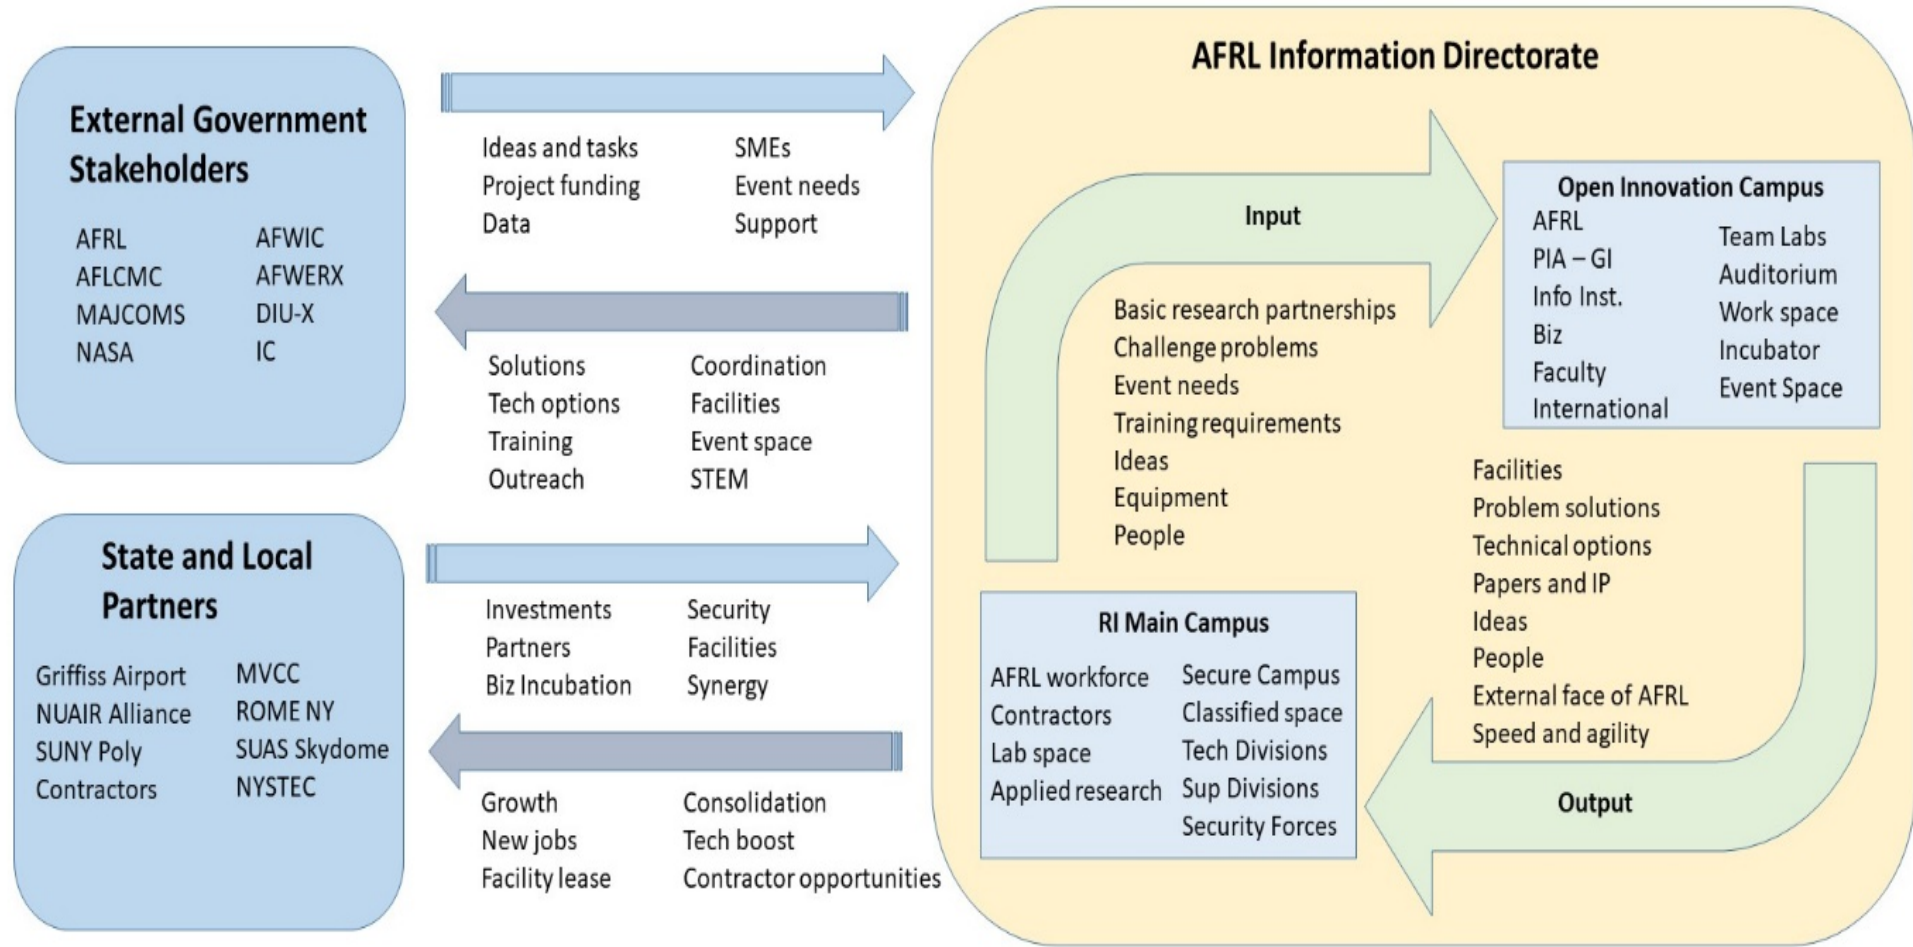 External Government
Stakeholders
AFRL
AFLCMC
MAJCOMS
NASA
AFWIC
AFWERX
DIU-X
IC
Ideas and tasks
Project funding
Data
SMEs
Event needs
Support
Solutions
Tech options
Training
Outreach
Coordination
Facilities
Event space
STEM
State and Local
Partners
Griffiss Airport
NUAIR Alliance
SUNY Poly
Contractors
MVCC
ROME NY
SUAS Skydome
NYSTEC
Investments
Partners
Biz Incubation
Security
Facilities
Synergy
Growth
New jobs
Facility lease
Consolidation
Tech boost
Contractor opportunities
AFRL Information Directorate
Input
Basic research partnerships
Challenge problems
Event needs
Training requirements
Ideas
Equipment
People
Open Innovation Campus
AFRL
PIA – GI
Info Inst.
Biz
Faculty
International
Team Labs
Auditorium
Work space
Incubator
Event Space
Facilities
Problem solutions
Technical options
Papers and IP
Ideas
People
External face of AFRL
Speed and agility
Output
RI Main Campus
AFRL workforce
Contractors
Lab space
Applied research
Secure Campus
Classified space
Tech Divisions
Sup Divisions
Security Forces